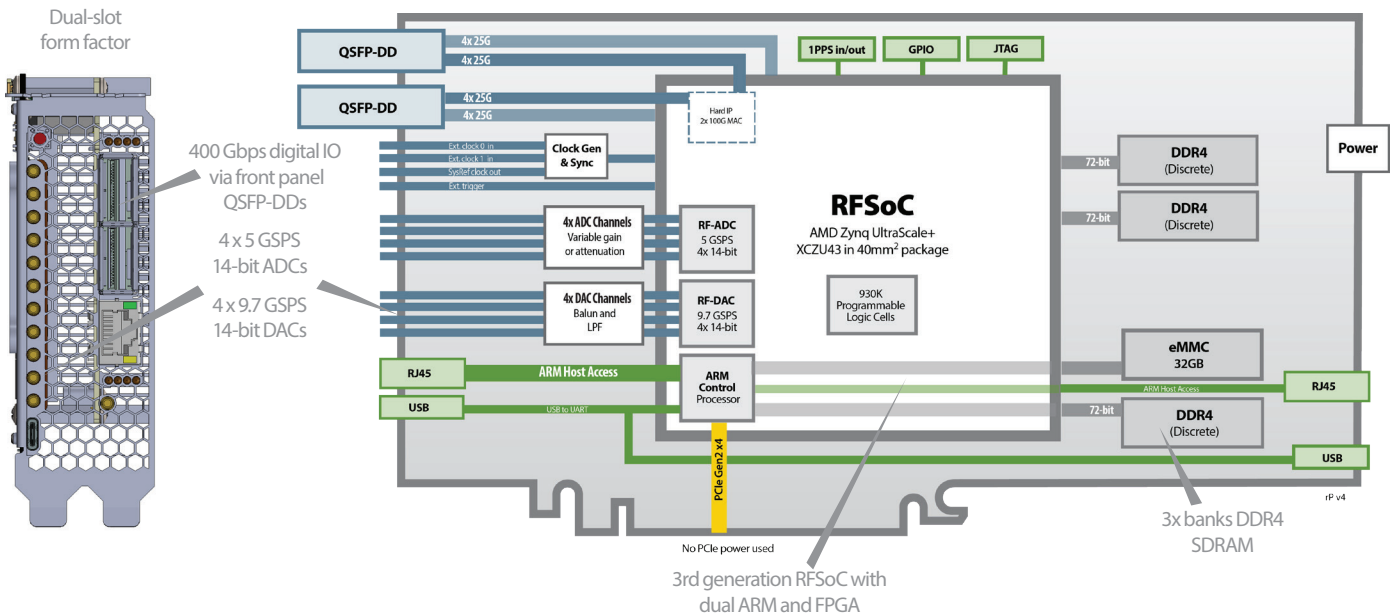 Dual-slot
form factor
400 Gbps digital IO
via front panel
QSFP-DDs
4 x 5 GSPS
14-bit ADCs
4 x 9.7 GSPS
14-bit DACs
QSFP-DD
4x 25G
4x 25G
QSFP-DD
4x 25G
4x 25G
Hard IP
2x 100G MAC
1PPS in/out
GPIO
JTAG
Ext. clock 0 in
Ext. clock 1 in
SysRef clock out
Ext. trigger
Clock Gen
& Sync
4x ADC Channels
Variable gain
or attenuation
RF-ADC
5 GSPS
4x 14-bit
4x DAC Channels
Balun and
LPF
RF-DAC
9.7 GSPS
4x 14-bit
RFSoC
AMD Zynq UltraScale+
XCZU43 in 40mm² package
930K
Programmable
Logic Cells
72-bit
DDR4
(Discrete)
72-bit
DDR4
(Discrete)
Power
RJ45
ARM Host Access
ARM
Control
Processor
USB
USB to UART
eMMC
32GB
ARM Host Access
RJ45
72-bit
DDR4
(Discrete)
USB
PCIe Gen2 x4
No PCIe power used
rP v4
3x banks DDR4
SDRAM
3rd generation RFSoC with
dual ARM and FPGA